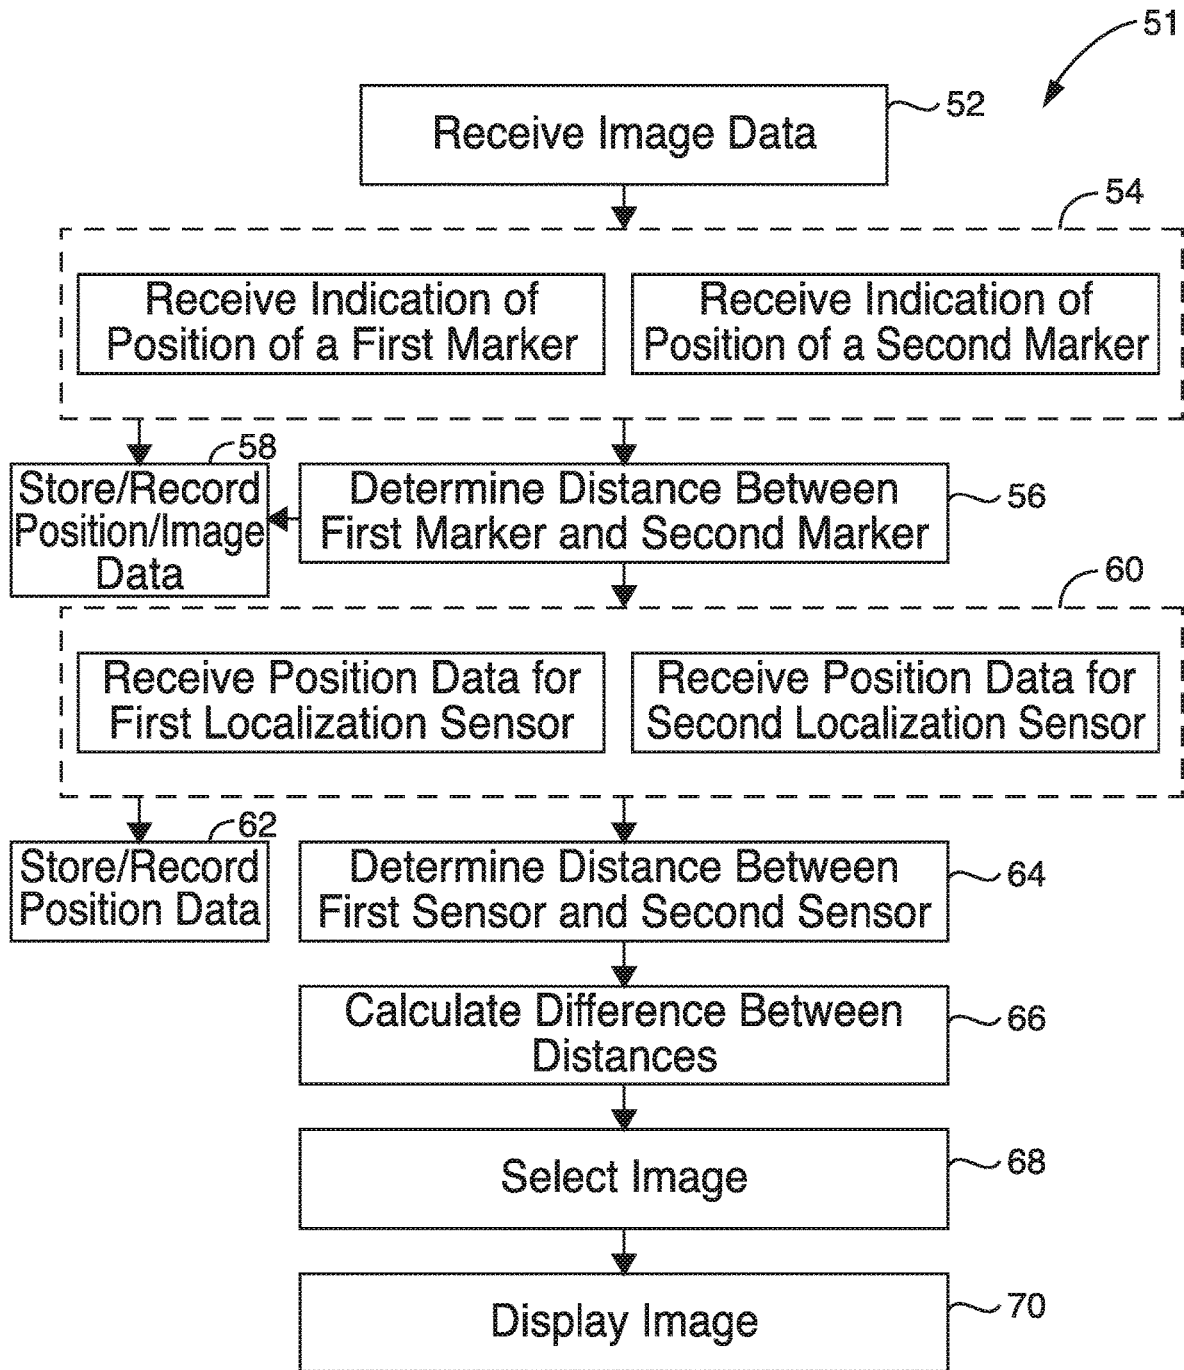 51
Receive Image Data
52
54
Receive Indication of
Position of a First Marker
Receive Indication of
Position of a Second Marker
58
Store/Record
Position/Image
Data
Determine Distance Between
First Marker and Second Marker
56
60
Receive Position Data for
First Localization Sensor
Receive Position Data for
Second Localization Sensor
62
Store/Record
Position Data
Determine Distance Between
First Sensor and Second Sensor
64
Calculate Difference Between
Distances
66
Select Image
68
Display Image
70